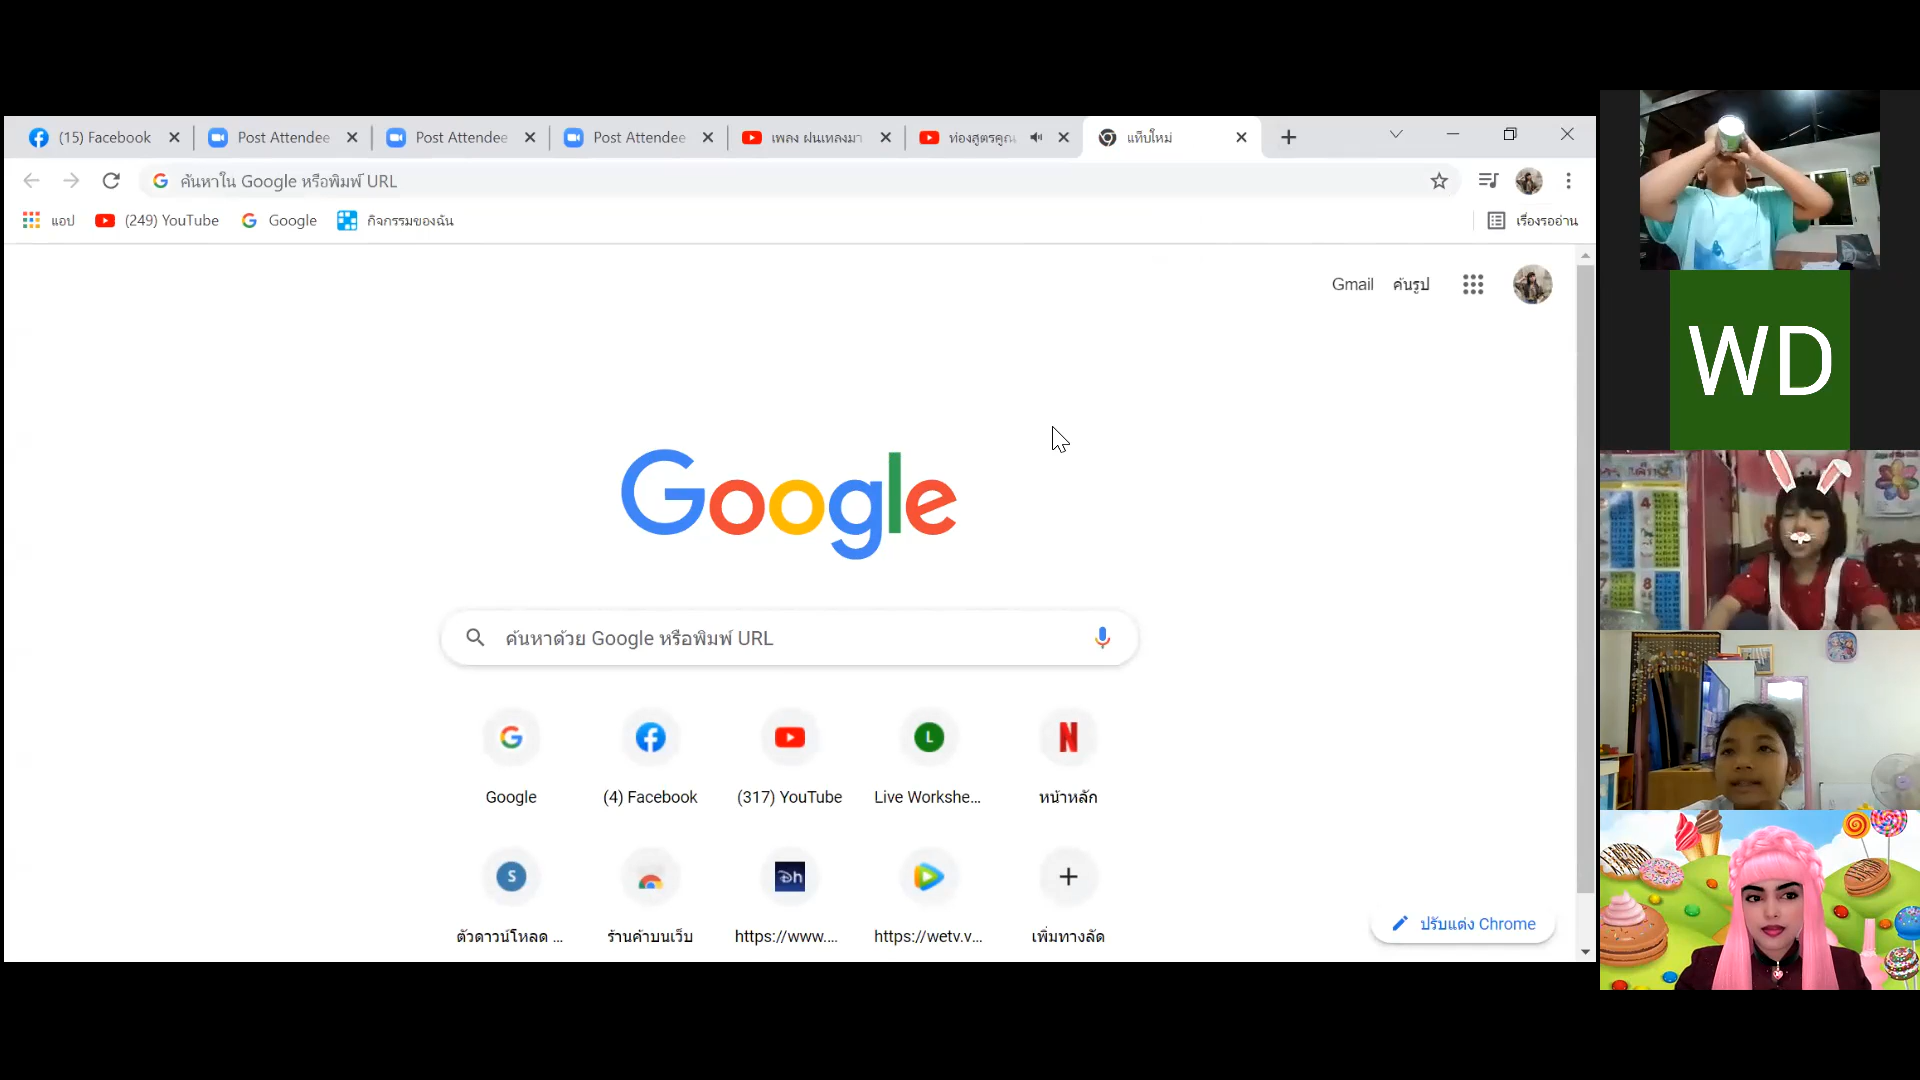 (15) Facebook
Post Attendee
Post Attendee
Post Attendee
เพลง ฝนเทลงมา
ท่องสูตรคูณ
แท็บใหม่
ค้นหาใน Google หรือพิมพ์ URL
แอป
(249) YouTube
Google
กิจกรรมของฉัน
เรื่องรออ่าน
Gmail
ค้นรูป
WD
Google
ค้นหาด้วย Google หรือพิมพ์ URL
L
N
Google
(4) Facebook
(317) YouTube
Live Workshe...
หน้าหลัก
S
Dh
ตัวดาวน์โหลด ...
ร้านค้าบนเว็บ
https://www....
https://wetv.v...
เพิ่มทางลัด
ปรับแต่ง Chrome
4
7
8